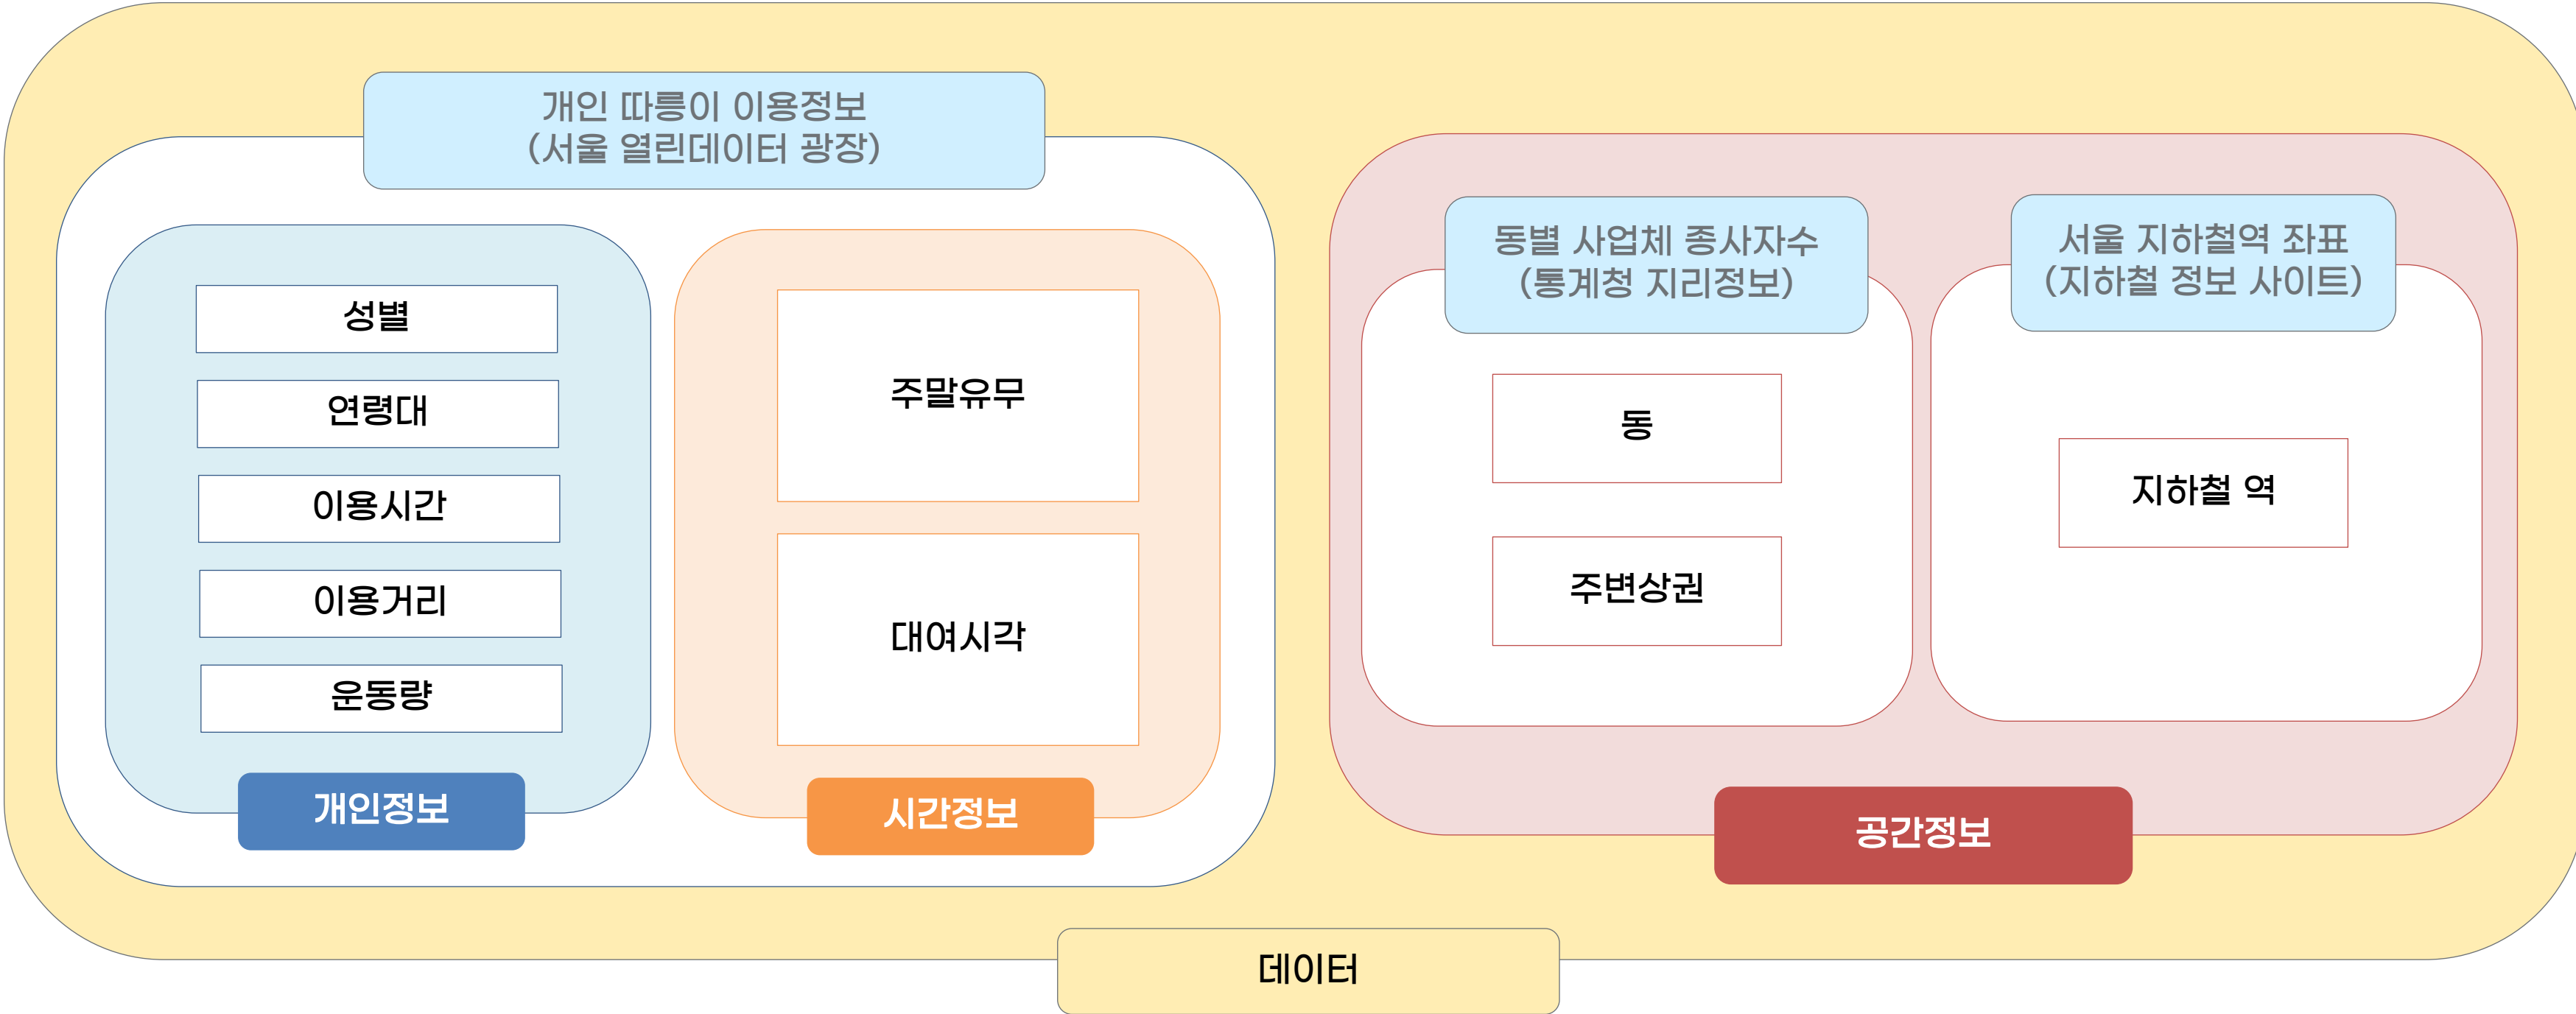 개인 따릉이 이용정보
(서울 열린데이터 광장)
성별
연령대
이용시간
이용거리
운동량
개인정보
주말유무
대여시각
시간정보
동별 사업체 종사자수
(통계청 지리정보)
동
주변상권
서울 지하철역 좌표
(지하철 정보 사이트)
지하철 역
공간정보
데이터